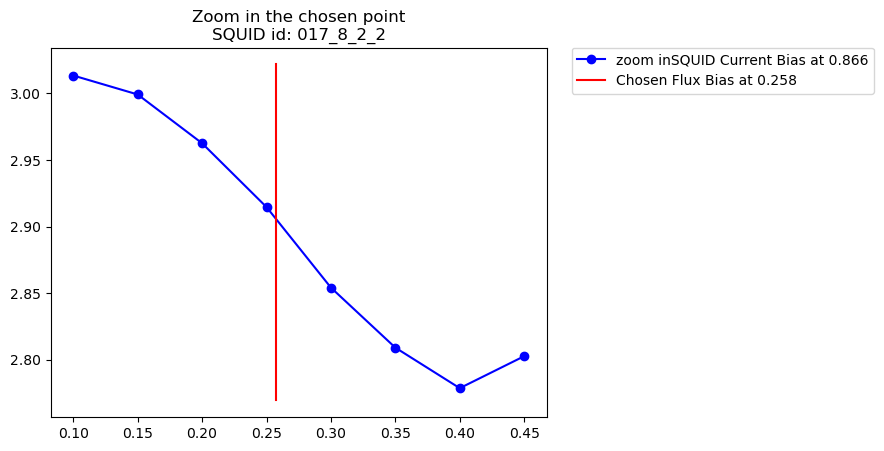 Zoom in the chosen point
SQUID id: 017_8_2_2
zoom inSQUID Current Bias at 0.866
Chosen Flux Bias at 0.258
3.00
2.95
2.90
2.85
2.80
0.10 0.15 0.20 0.25 0.30 0.35 0.40 0.45